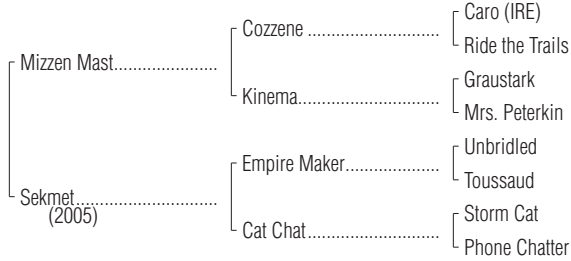 Caro (IRE)
Cozzene ..............................
Ride the Trails
Mizzen Mast.......................
Graustark
Kinema................................
Mrs. Peterkin
Unbridled
Empire Maker.....................
Toussaud
Sekmet................................
(2005)
Storm Cat
Cat Chat..............................
Phone Chatter